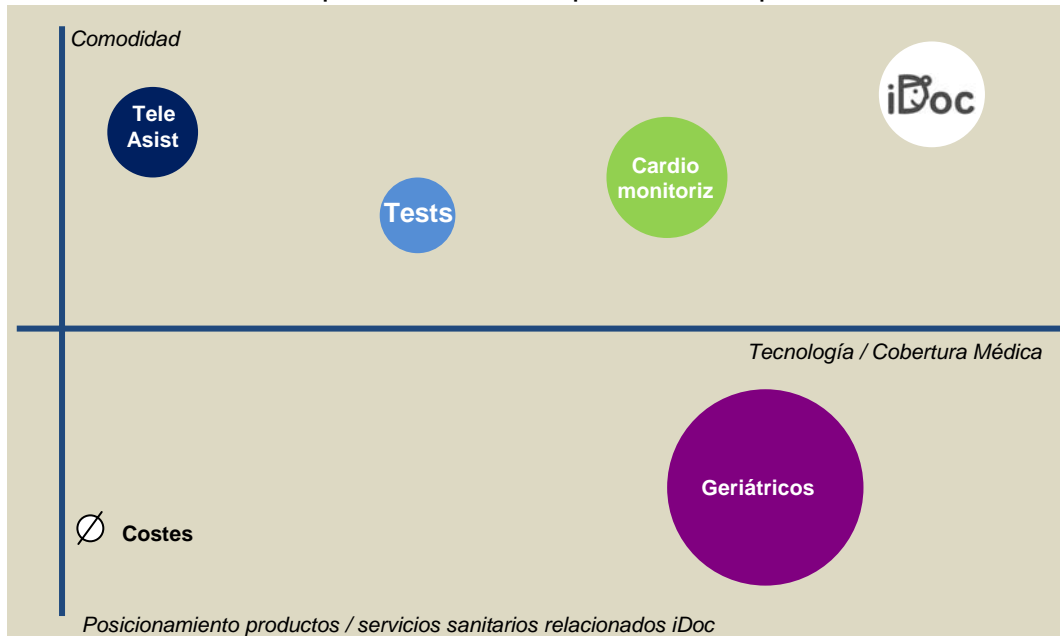 Comodidad
iDoc
Tele
Asist
Cardio
monitoriz
Tests
Tecnología / Cobertura Médica
Geriátricos
Costes
Posicionamiento productos / servicios sanitarios relacionados iDoc